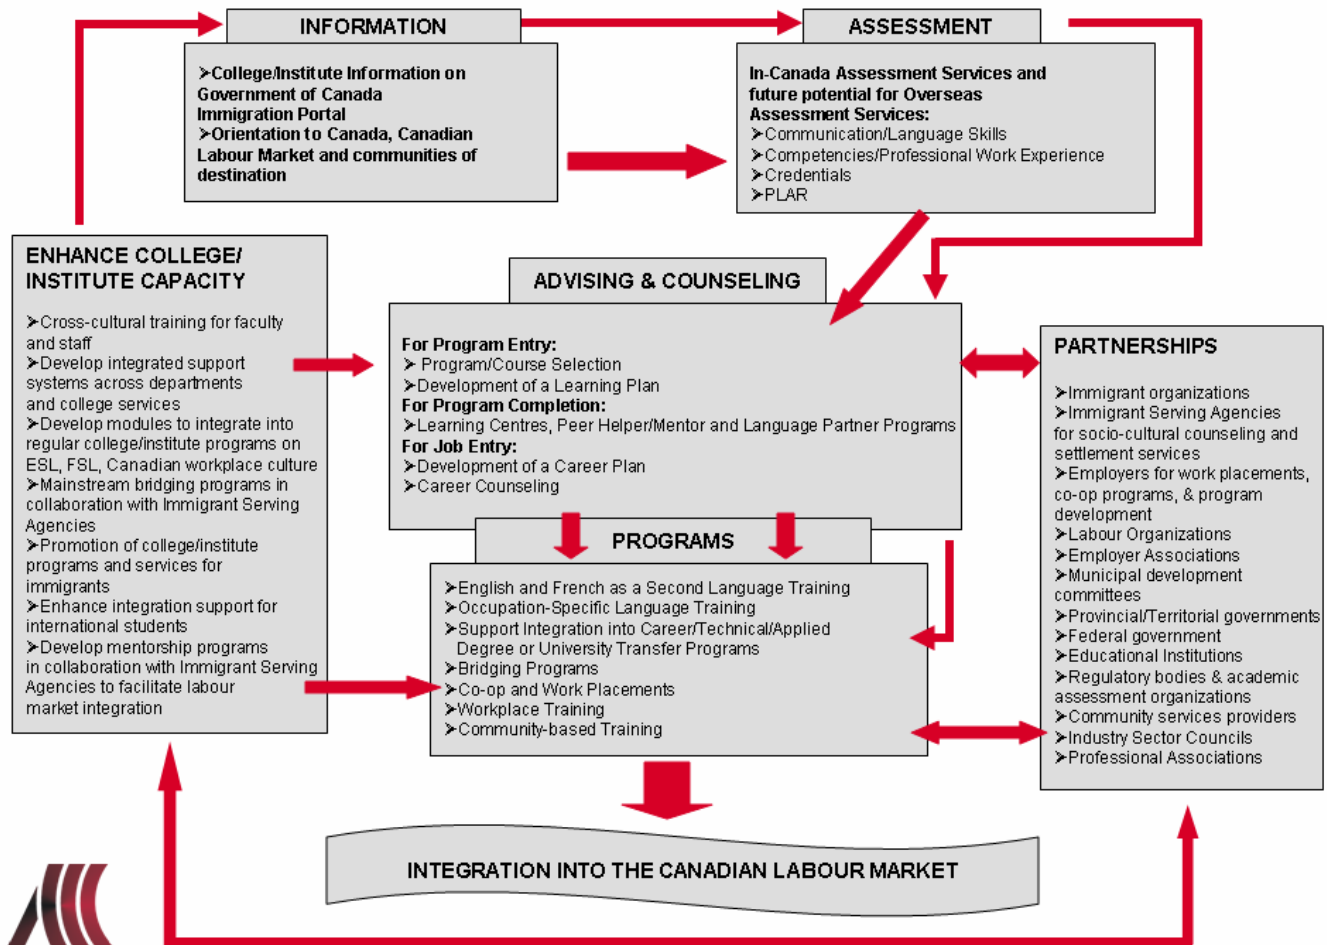 INFORMATION
➤College/Institute Information on
Government of Canada
Immigration Portal
➤Orientation to Canada, Canadian
Labour Market and communities of
destination
ASSESSMENT
In-Canada Assessment Services and
future potential for Overseas
Assessment Services:
➤Communication/Language Skills
➤Competencies/Professional Work Experience
➤Credentials
➤PLAR
ENHANCE COLLEGE/
INSTITUTE CAPACITY
➤Cross-cultural training for faculty
and staff
➤Develop integrated support
systems across departments
and college services
➤Develop modules to integrate into
regular college/institute programs on
ESL, FSL, Canadian workplace culture
➤Mainstream bridging programs in
collaboration with Immigrant Serving
Agencies
➤Promotion of college/institute
programs and services for
immigrants
➤Enhance integration support for
international students
➤Develop mentorship programs
in collaboration with Immigrant Serving
Agencies to facilitate labour
market integration
ADVISING & COUNSELING
For Program Entry:
➤ Program/Course Selection
➤Development of a Learning Plan
For Program Completion:
➤Learning Centres, Peer Helper/Mentor and Language Partner Programs
For Job Entry:
➤Development of a Career Plan
➤Career Counseling
PROGRAMS
➤English and French as a Second Language Training
➤Occupation-Specific Language Training
➤Support Integration into Career/Technical/Applied
Degree or University Transfer Programs
➤Bridging Programs
➤Co-op and Work Placements
➤Workplace Training
➤Community-based Training
PARTNERSHIPS
➤Immigrant organizations
➤Immigrant Serving Agencies
for socio-cultural counseling and
settlement services
➤Employers for work placements,
co-op programs, & program
development
➤Labour Organizations
➤Employer Associations
➤Municipal development
committees
➤Provincial/Territorial governments
➤Federal government
➤Educational Institutions
➤Regulatory bodies & academic
assessment organizations
➤Community services providers
➤Industry Sector Councils
➤Professional Associations
INTEGRATION INTO THE CANADIAN LABOUR MARKET
ACC